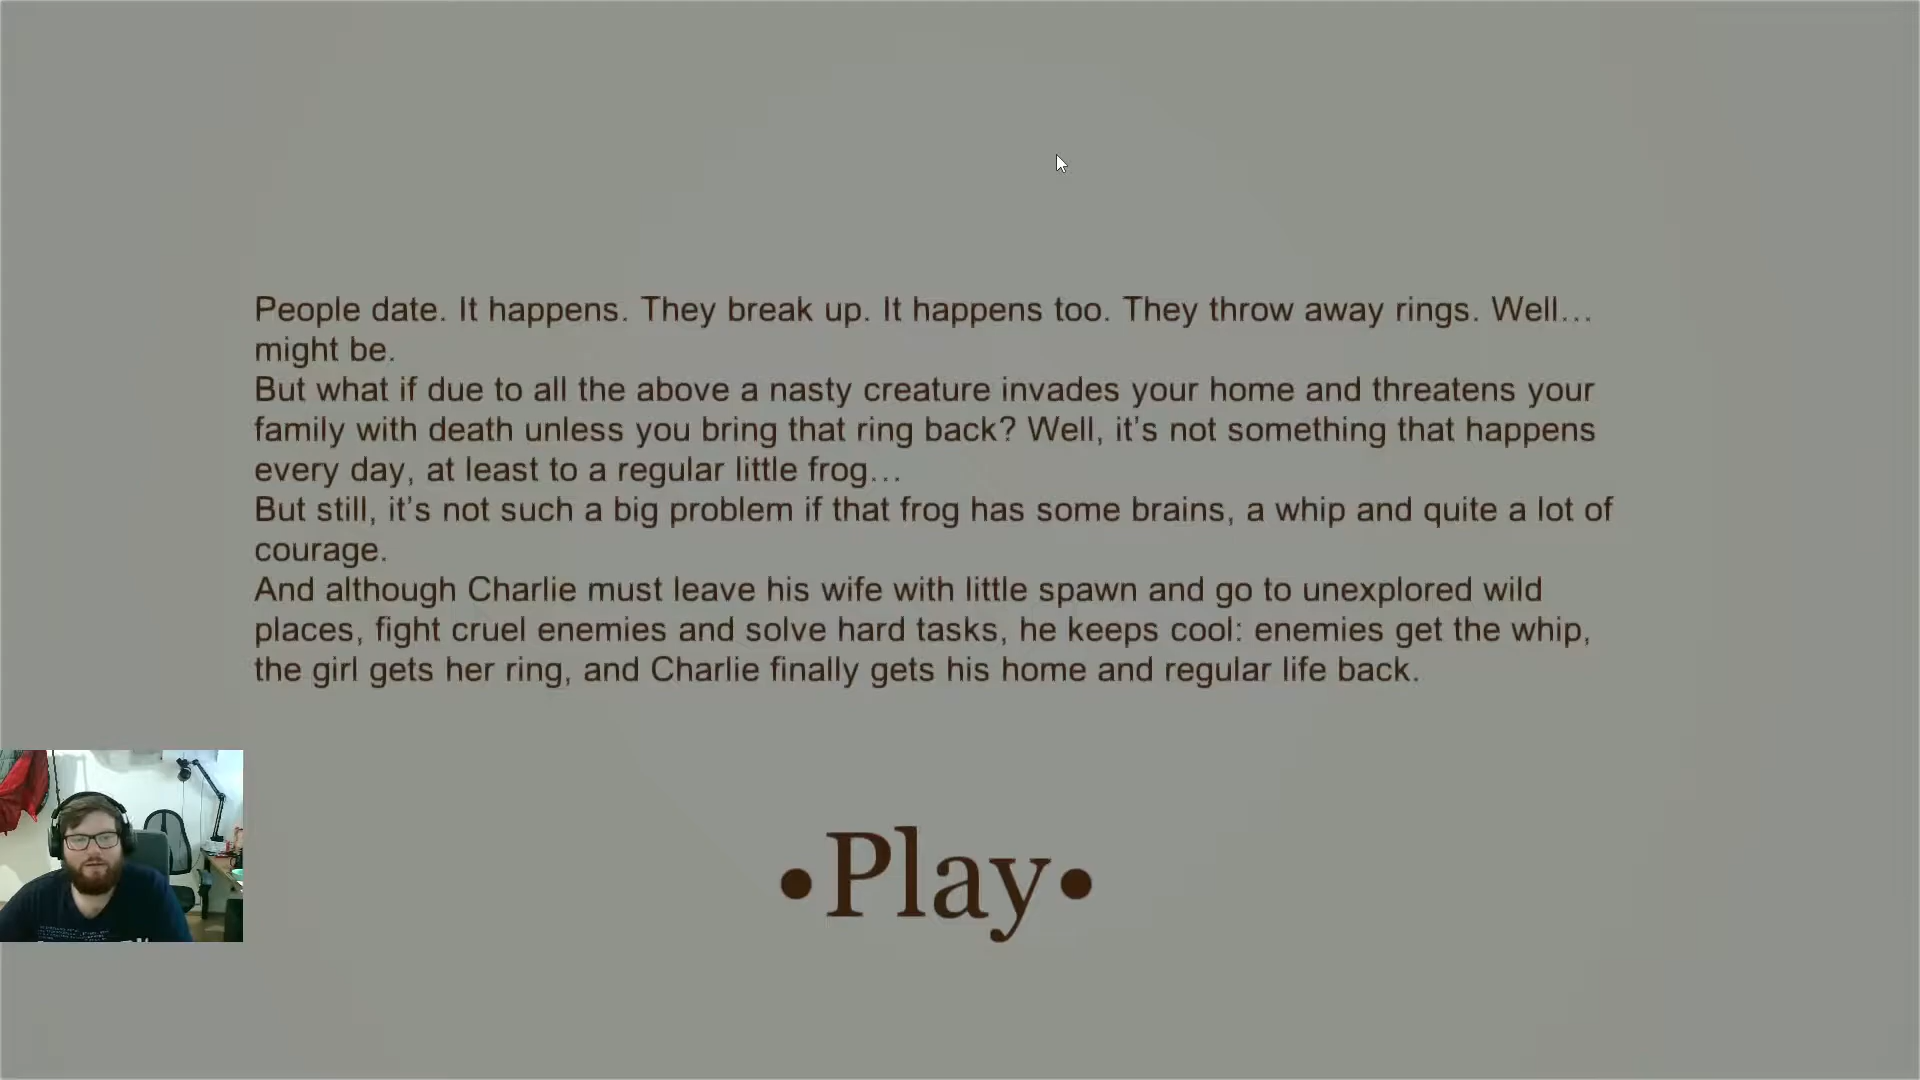 People date. It happens. They break up. It happens too. They throw away rings. Well…
might be.
But what if due to all the above a nasty creature invades your home and threatens your
family with death unless you bring that ring back? Well, it’s not something that happens
every day, at least to a regular little frog…
But still, it’s not such a big problem if that frog has some brains, a whip and quite a lot of
courage.
And although Charlie must leave his wife with little spawn and go to unexplored wild
places, fight cruel enemies and solve hard tasks, he keeps cool: enemies get the whip,
the girl gets her ring, and Charlie finally gets his home and regular life back.
•Play•